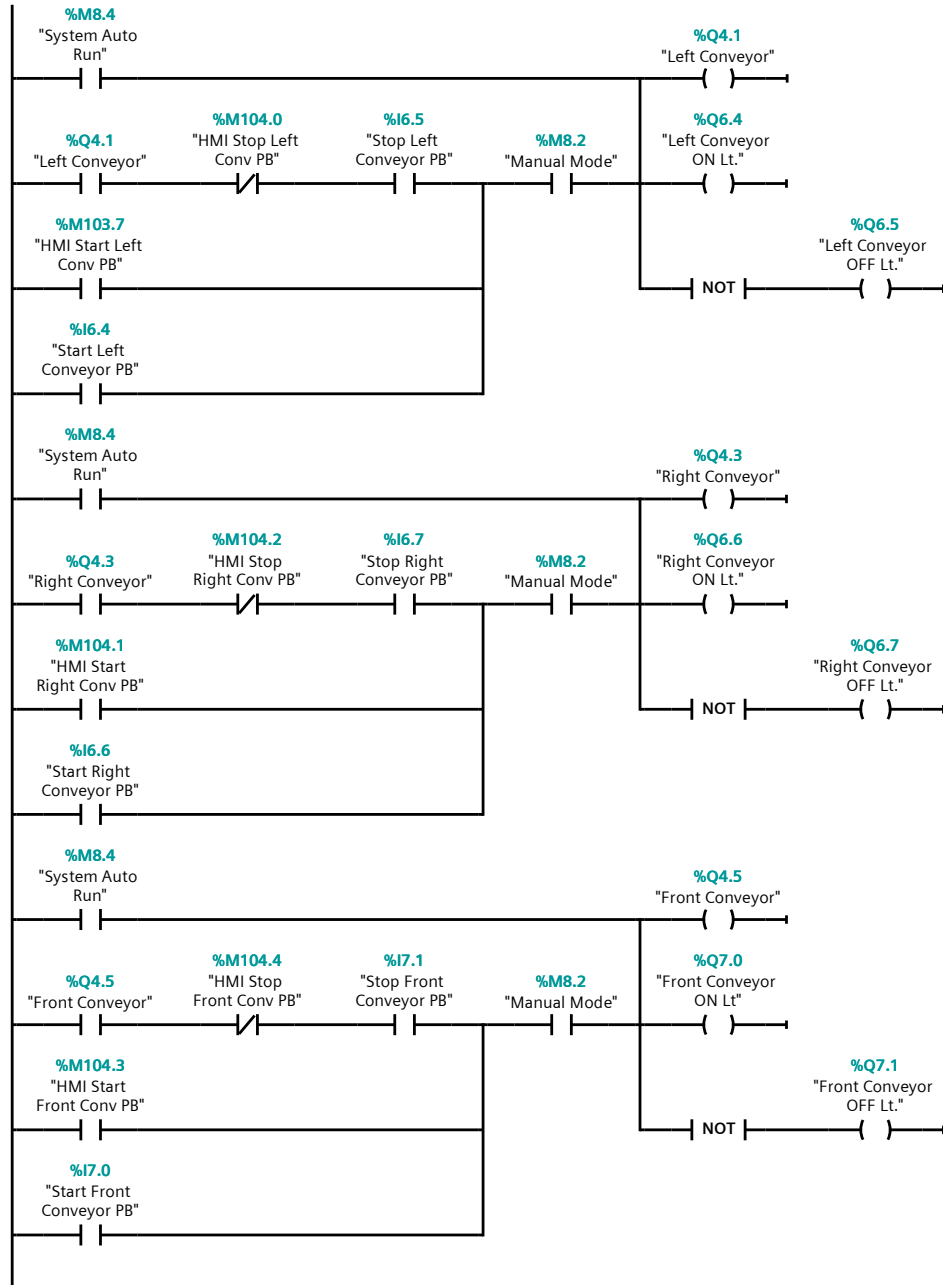 %M8.4
"System Auto
Run"
%Q4.1
"Left Conveyor"
%Q4.1
"Left Conveyor"
%M104.0
"HMI Stop Left
Conv PB"
%I6.5
"Stop Left
Conveyor PB"
%M8.2
"Manual Mode"
%Q6.4
"Left Conveyor
ON Lt."
%M103.7
"HMI Start Left
Conv PB"
%Q6.5
"Left Conveyor
OFF Lt."
NOT
%I6.4
"Start Left
Conveyor PB"
%M8.4
"System Auto
Run"
%Q4.3
"Right Conveyor"
%Q4.3
"Right Conveyor"
%M104.2
"HMI Stop
Right Conv PB"
%I6.7
"Stop Right
Conveyor PB"
%M8.2
"Manual Mode"
%Q6.6
"Right Conveyor
ON Lt."
%M104.1
"HMI Start
Right Conv PB"
%Q6.7
"Right Conveyor
OFF Lt."
NOT
%I6.6
"Start Right
Conveyor PB"
%M8.4
"System Auto
Run"
%Q4.5
"Front Conveyor"
%Q4.5
"Front Conveyor"
%M104.4
"HMI Stop
Front Conv PB"
%I7.1
"Stop Front
Conveyor PB"
%M8.2
"Manual Mode"
%Q7.0
"Front Conveyor
ON Lt"
%M104.3
"HMI Start
Front Conv PB"
%Q7.1
"Front Conveyor
OFF Lt."
NOT
%I7.0
"Start Front
Conveyor PB"